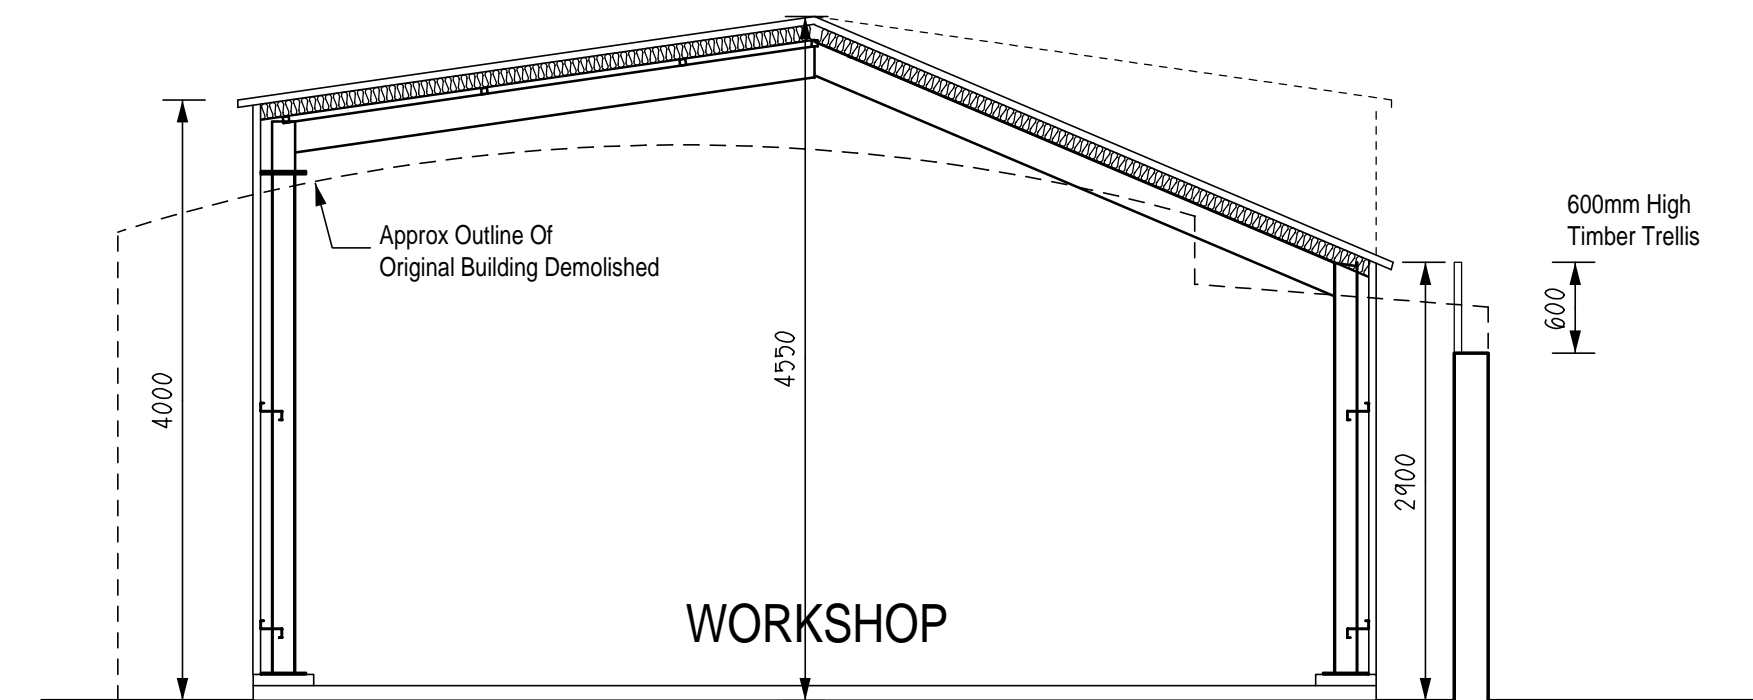 600mm High
Timber Trellis
Approx Outline Of
Original Building Demolished
600
4550
4000
2900
WORKSHOP